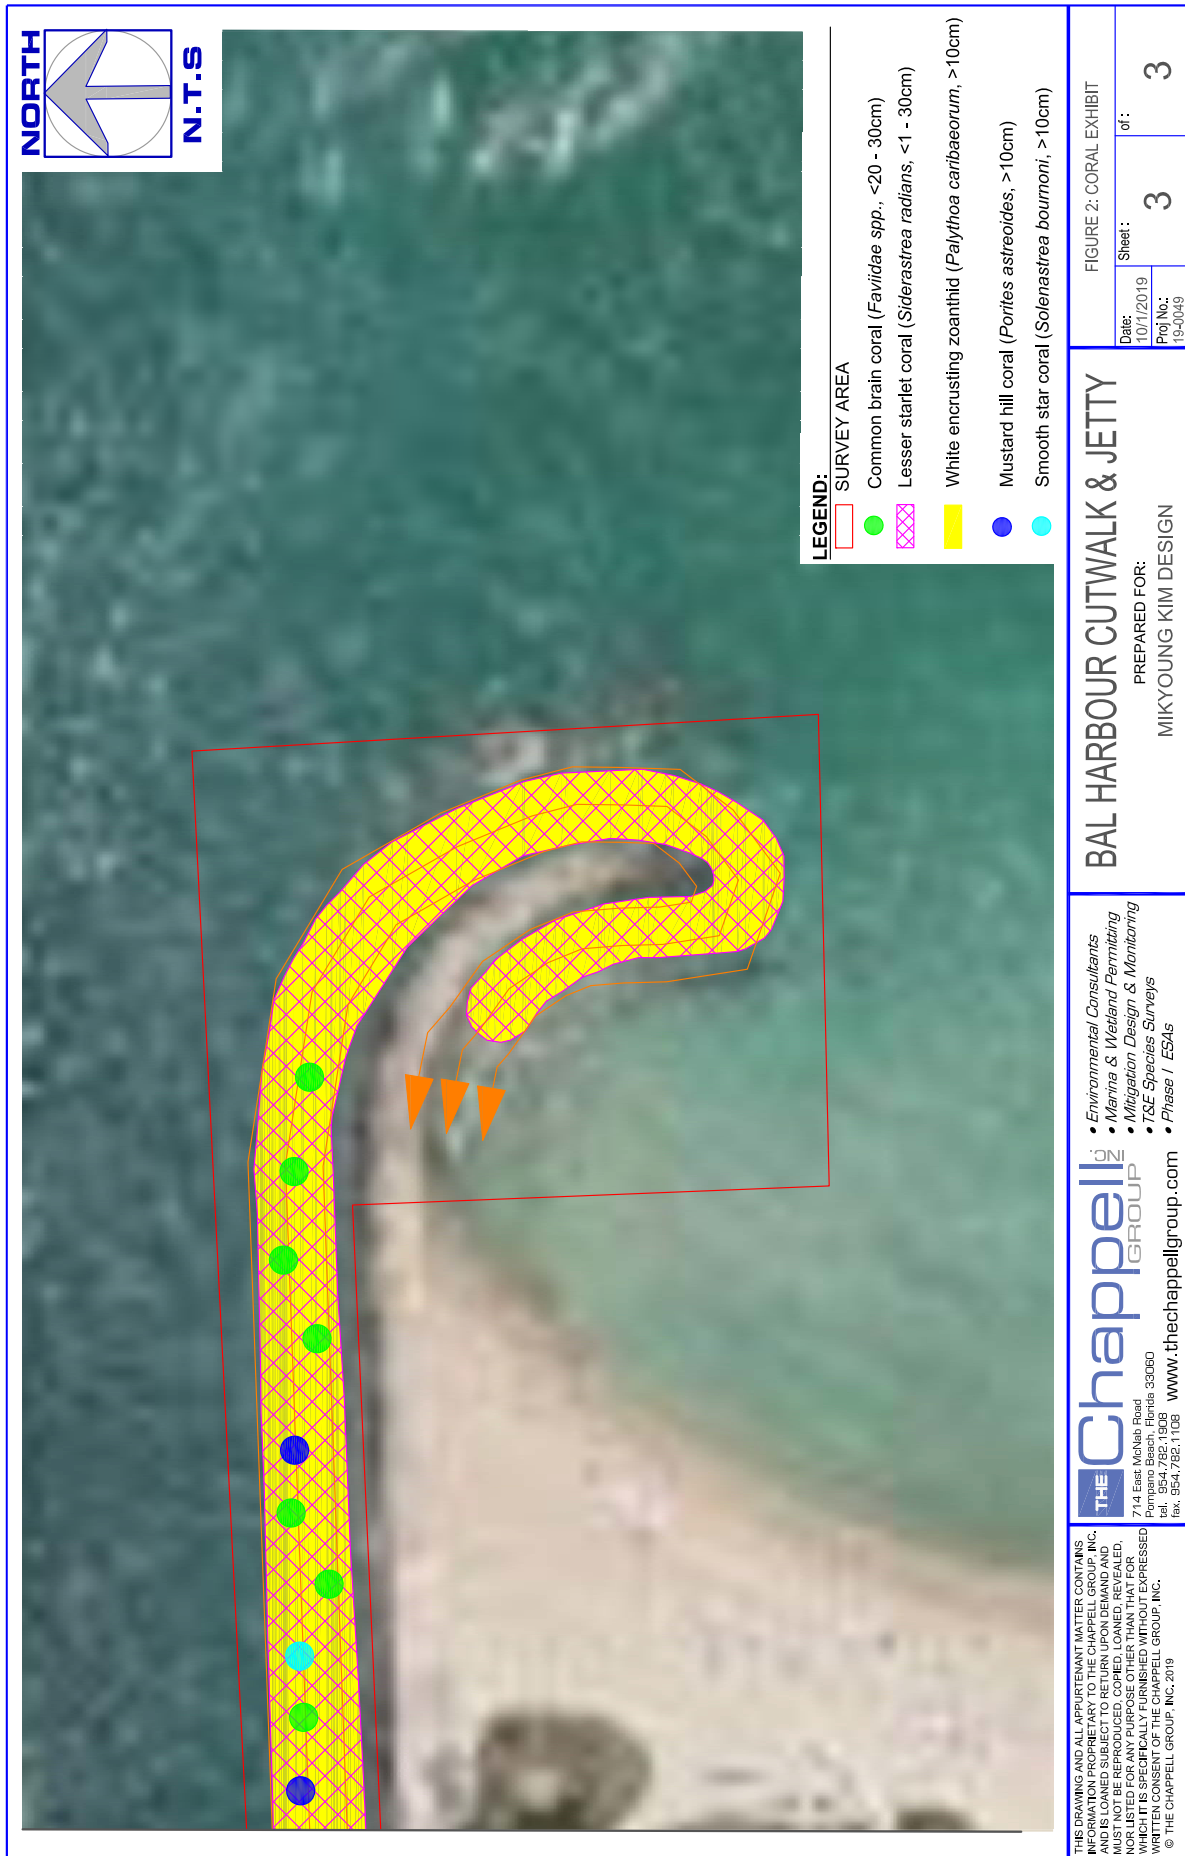 NORTH
N.T.S
LEGEND:
SURVEY AREA
Common brain coral (Faviidae spp., <20 - 30cm)
Lesser starlet coral (Siderastrea radians, <1 - 30cm)
White encrusting zoanthid (Palythoa caribaeorum, >10cm)
Mustard hill coral (Porites astreoides, >10cm)
Smooth star coral (Solenastrea bournoni, >10cm)
THIS DRAWING AND ALL APPURTENANT MATTER CONTAINS
INFORMATION PROPRIETARY TO THE CHAPPELL GROUP, INC.
AND IS LOANED SUBJECT TO RETURN UPON DEMAND AND
MUST NOT BE REPRODUCED, COPIED, LOANED, REVEALED,
NOR LISTED FOR ANY PURPOSE OTHER THAN THAT FOR
WHICH IT IS SPECIFICALLY FURNISHED WITHOUT EXPRESSED
WRITTEN CONSENT OF THE CHAPPELL GROUP, INC.
© THE CHAPPELL GROUP, INC. 2019
THE Chappell
GROUP INC
714 East McNab Road
Pompano Beach, Florida 33060
tel. 954.782.1908
fax. 954.782.1108 www.thechappellgroup.com
• Environmental Consultants
• Marina & Wetland Permitting
• Mitigation Design & Monitoring
• T&E Species Surveys
• Phase I ESAs
BAL HARBOUR CUTWALK & JETTY
PREPARED FOR:
MIKYOUNG KIM DESIGN
FIGURE 2: CORAL EXHIBIT
Date:
10/1/2019
Proj No.:
19-0049
Sheet :
3
of :
3